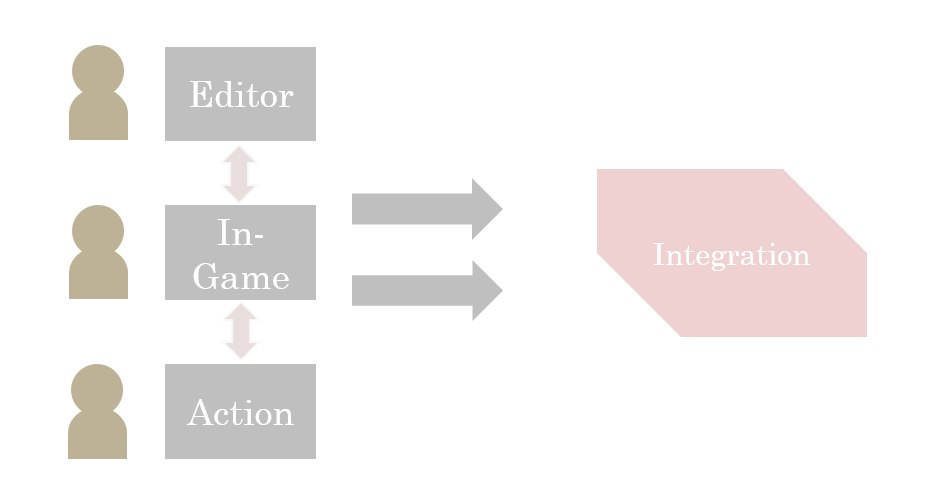 Editor
In-
Game
Integration
Action